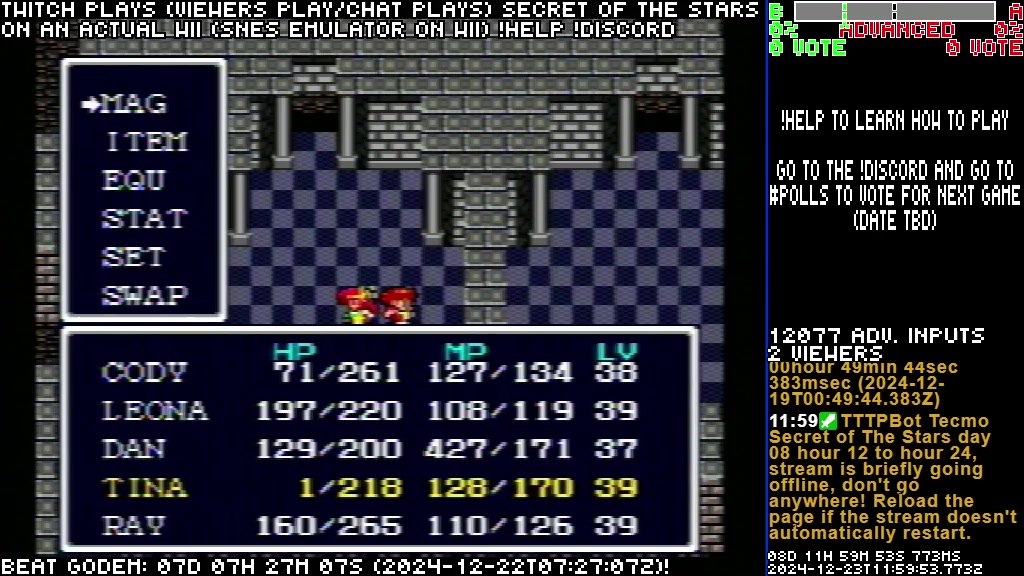 TWITCH PLAYS (VIEWERS PLAY/CHAT PLAYS) SECRET OF THE STARS
ON AN ACTUAL WII (SNES EMULATOR ON WII) !HELP !DISCORD
B A
0% ADVANCED 0%
0 VOTE 0 VOTE
MAG
ITEM
EQU
STAT
SET
SWAP
HP MP LV
CODY 71/261 127/134 38
LEONA 197/220 108/119 39
DAN 129/200 427/171 37
TINA 1/218 128/170 39
RAY 160/265 110/126 39
BEAT GODEM: 07D 07H 27M 07S (2024-12-22T07:27:07Z)!
!HELP TO LEARN HOW TO PLAY
GO TO THE !DISCORD AND GO TO
#POLLS TO VOTE FOR NEXT GAME
(DATE TBD)
12077 ADV. INPUTS
2 VIEWERS
00hour 49min 44sec
383msec (2024-12-
19T00:49:44.383Z)
11:59 TTTPBot Tecmo
Secret of The Stars day
08 hour 12 to hour 24,
stream is briefly going
offline, don't go
anywhere! Reload the
page if the stream doesn't
automatically restart.
08D 11H 59M 53S 773MS
2024-12-23T11:59:53.773Z